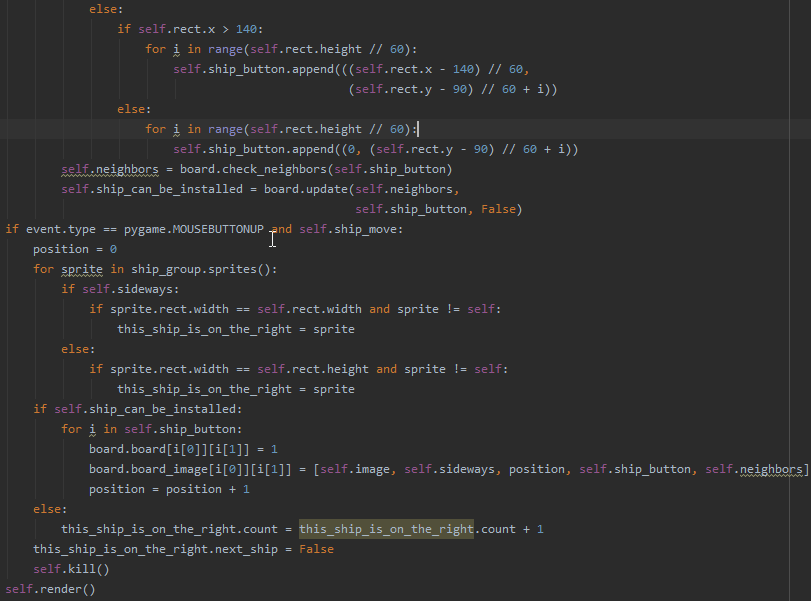 else:
if self.rect.x > 140:
for i in range(self.rect.height // 60):
self.ship_button.append(((self.rect.x - 140) // 60,
(self.rect.y - 90) // 60 + i))
else:
for i in range(self.rect.height // 60):
self.ship_button.append((0, (self.rect.y - 90) // 60 + i))
self.neighbors = board.check_neighbors(self.ship_button)
self.ship_can_be_installed = board.update(self.neighbors,
self.ship_button, False)
if event.type == pygame.MOUSEBUTTONUP and self.ship_move:
position = 0
for sprite in ship_group.sprites():
if self.sideways:
if sprite.rect.width == self.rect.width and sprite != self:
this_ship_is_on_the_right = sprite
else:
if sprite.rect.width == self.rect.height and sprite != self:
this_ship_is_on_the_right = sprite
if self.ship_can_be_installed:
for i in self.ship_button:
board.board[i[0]][i[1]] = 1
board.board_image[i[0]][i[1]] = [self.image, self.sideways, position, self.ship_button, self.neighbors]
position = position + 1
else:
this_ship_is_on_the_right.count = this_ship_is_on_the_right.count + 1
this_ship_is_on_the_right.next_ship = False
self.kill()
self.render()